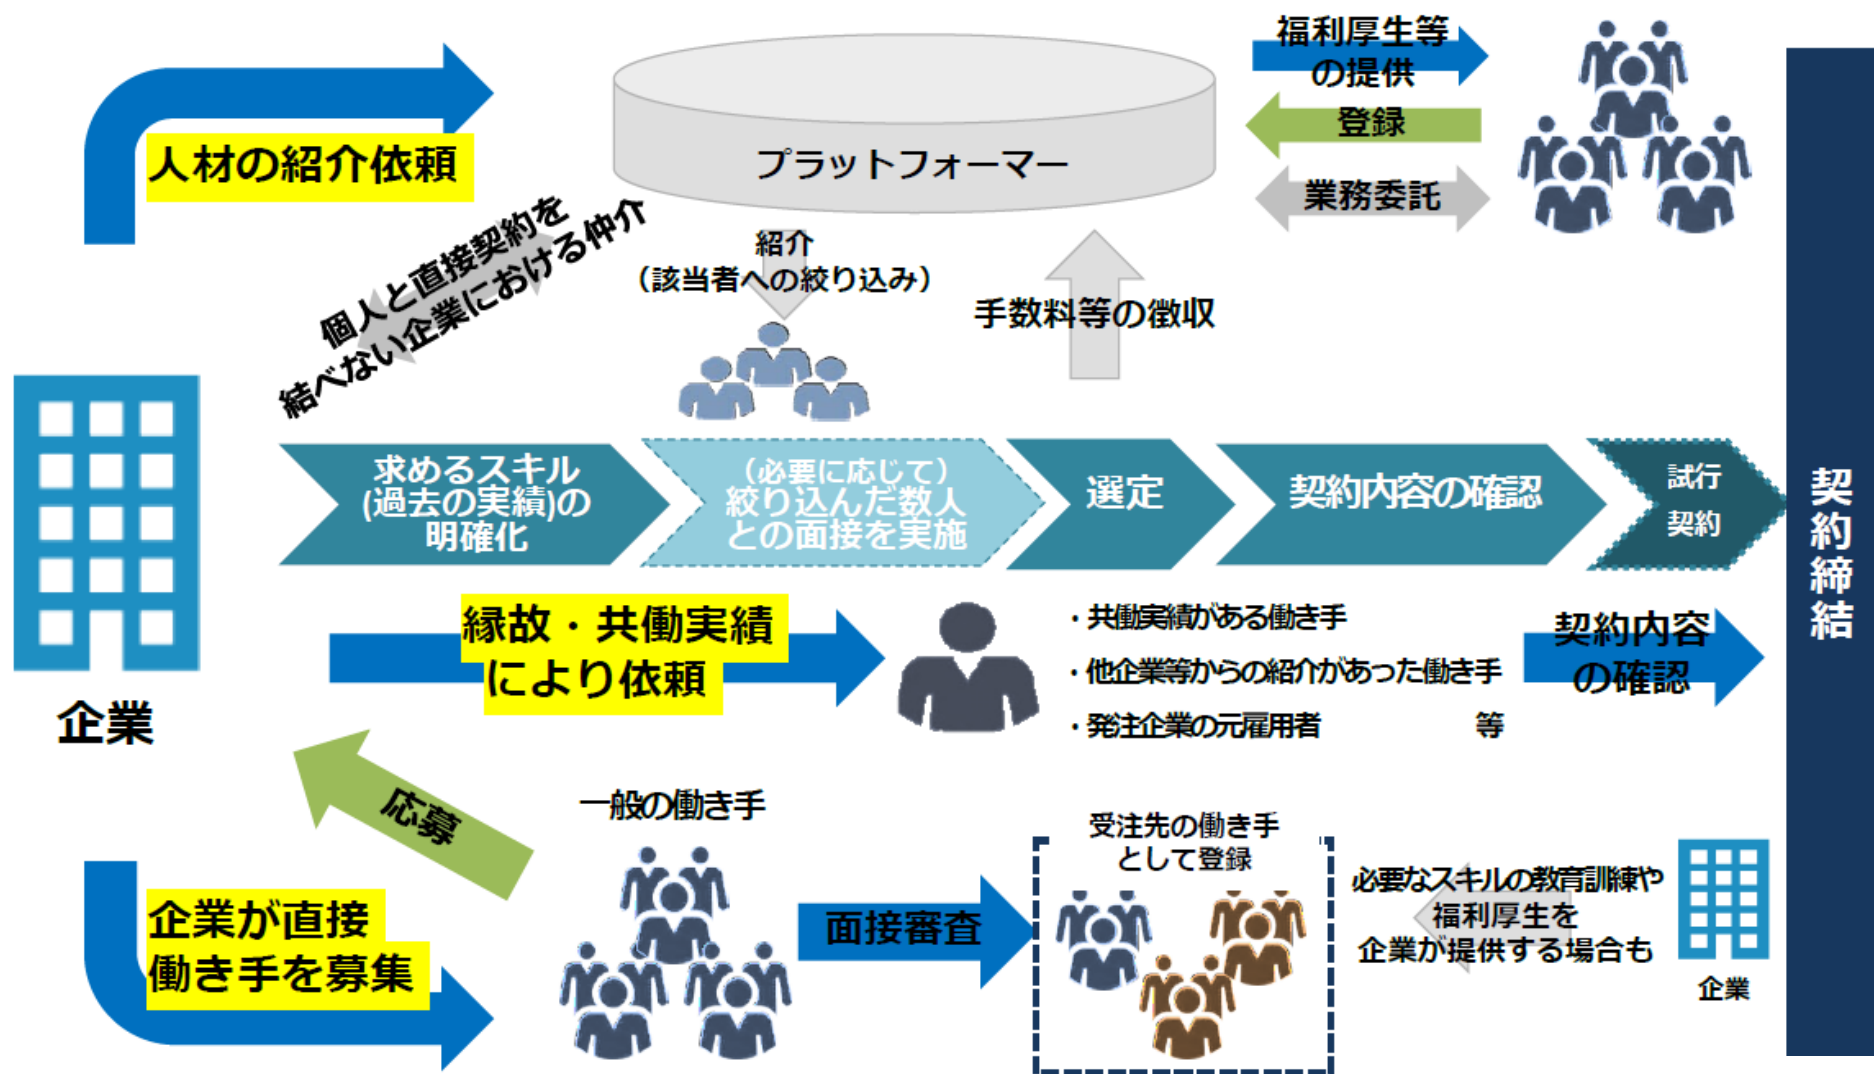 人材の紹介依頼
プラットフォーマー
福利厚生等
の提供
登録
業務委託
個人と直接契約を
結べない企業における仲介
紹介
（該当者への絞り込み）
手数料等の徴収
求めるスキル
(過去の実績)の
明確化
（必要に応じて）
絞り込んだ数人
との面接を実施
選定
契約内容の確認
試行
契約
契約締結
企業
縁故・共働実績
により依頼
・共働実績がある働き手
・他企業等からの紹介があった働き手
・発注企業の元雇用者　等
契約内容
の確認
応募
一般の働き手
企業が直接
働き手を募集
面接審査
受注先の働き手
として登録
必要なスキルの教育訓練や
福利厚生を
企業が提供する場合も
企業